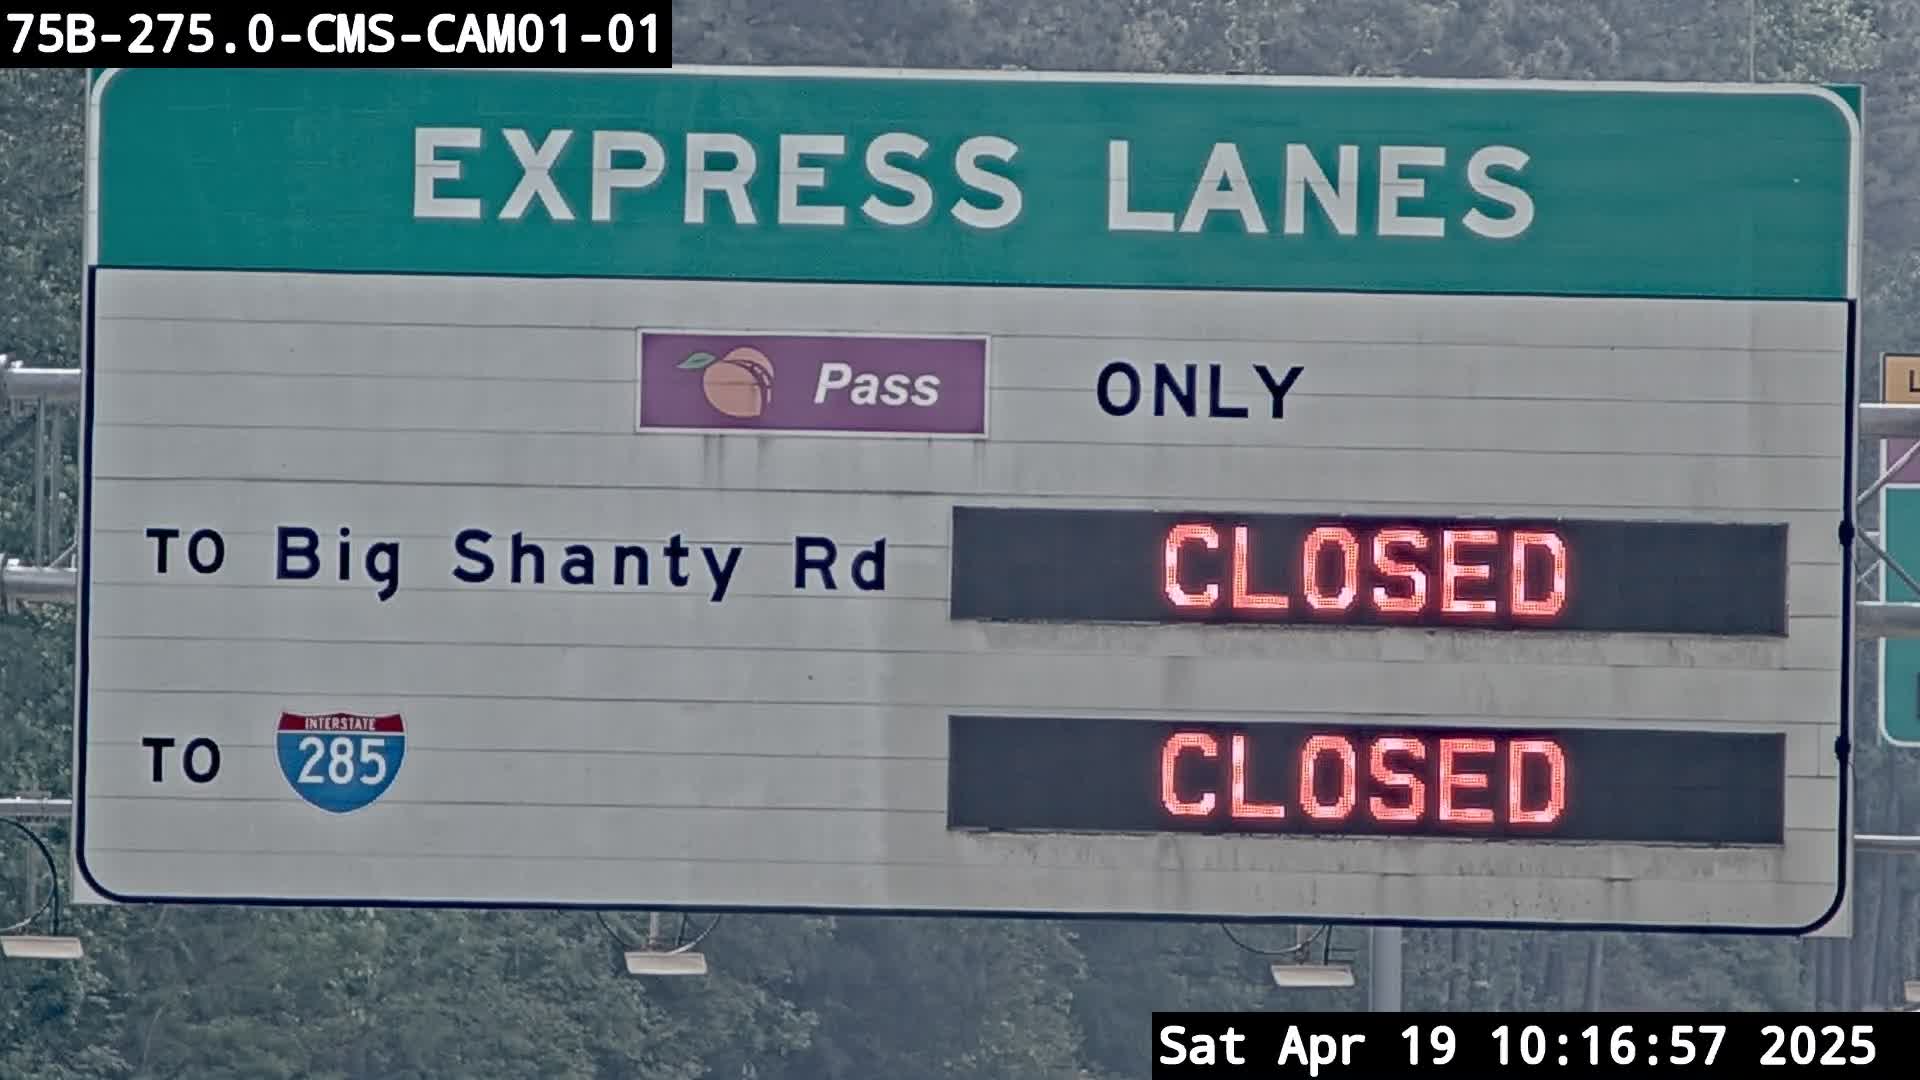 75B-275.0-CMS-CAM01-01
EXPRESS LANES
Pass ONLY
TO Big Shanty Rd CLOSED
TO INTERSTATE 285 CLOSED
Sat Apr 19 10:16:57 2025